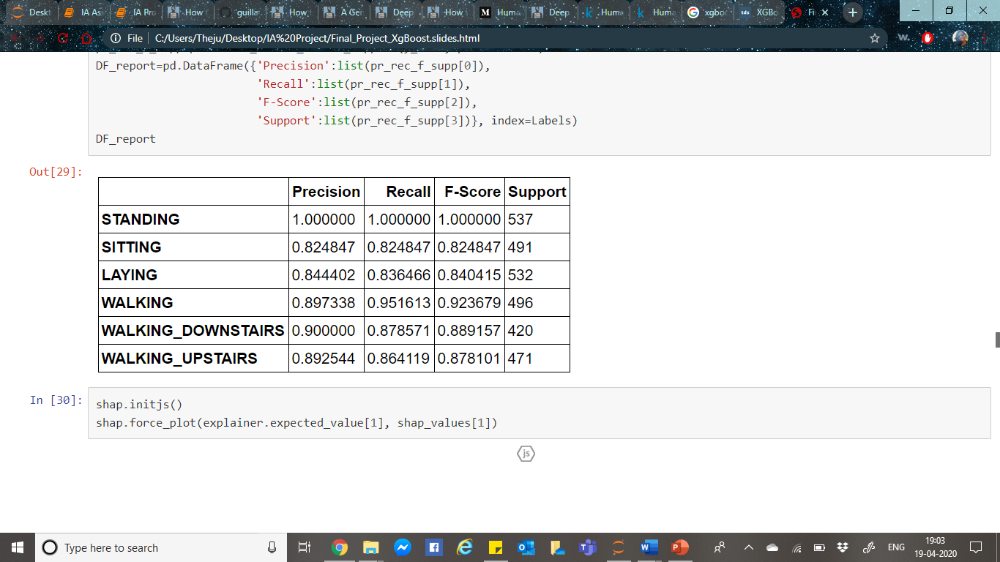 Deskt
IA As
IA Pro
How t
guilla
How t
A Ger
Deep
How t
M Huma
Deep
k Huma
k Huma
G xgboo
tds XGBo
Fi
File C:/Users/Theju/Desktop/IA%20Project/Final_Project_XgBoost.slides.html
W.
DF_report=pd.DataFrame({'Precision':list(pr_rec_f_supp[0]),
'Recall':list(pr_rec_f_supp[1]),
'F-Score':list(pr_rec_f_supp[2]),
'Support':list(pr_rec_f_supp[3])}, index=Labels)
DF_report
Out[29]:
Precision Recall F-Score Support
STANDING 1.000000 1.000000 1.000000 537
SITTING 0.824847 0.824847 0.824847 491
LAYING 0.844402 0.836466 0.840415 532
WALKING 0.897338 0.951613 0.923679 496
WALKING_DOWNSTAIRS 0.900000 0.878571 0.889157 420
WALKING_UPSTAIRS 0.892544 0.864119 0.878101 471
In [30]:
shap.initjs()
shap.force_plot(explainer.expected_value[1], shap_values[1])
js
Type here to search
ENG
19:03
19-04-2020